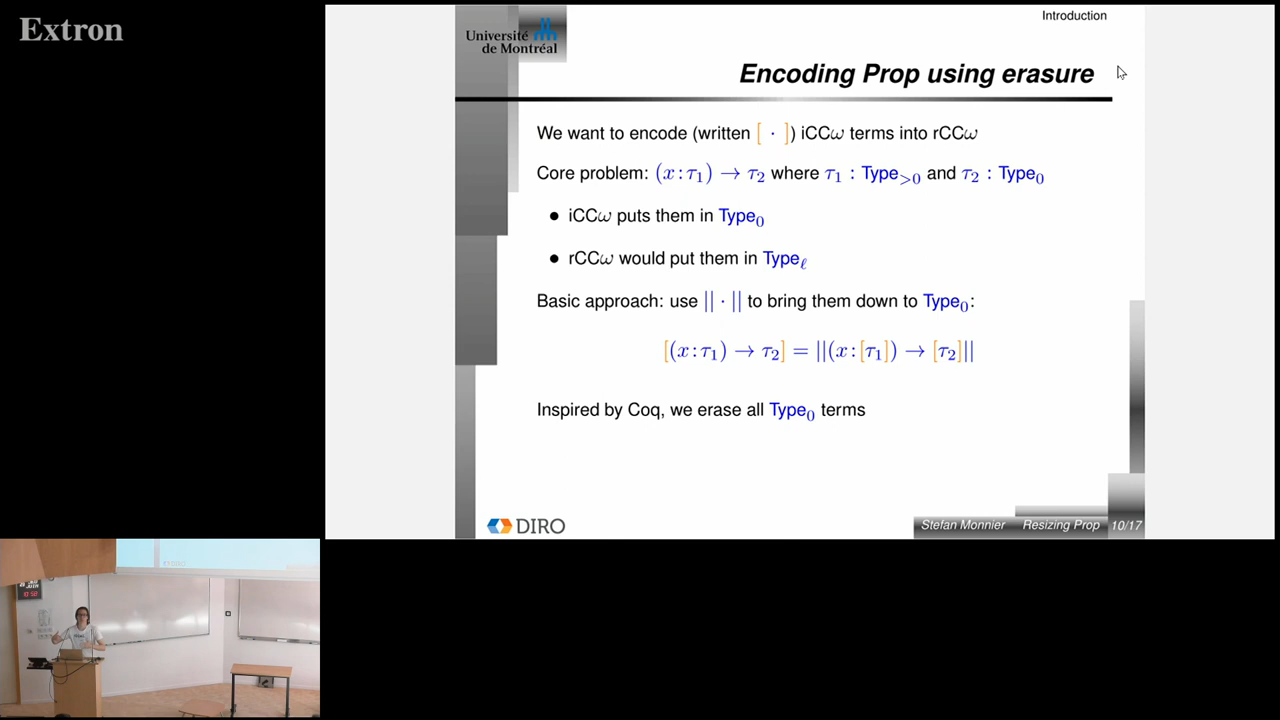 Extron
Introduction
Université
de Montréal
Encoding Prop using erasure
We want to encode (written [ · ]) iCCω terms into rCCω
Core problem: (x : τ₁) → τ₂ where τ₁ : Type>₀ and τ₂ : Type₀
● iCCω puts them in Type₀
● rCCω would put them in Typeℓ
Basic approach: use || · || to bring them down to Type₀:
[(x : τ₁) → τ₂] = ||(x : [τ₁]) → [τ₂]||
Inspired by Coq, we erase all Type₀ terms
DIRO
Stefan Monnier Resizing Prop 10/17